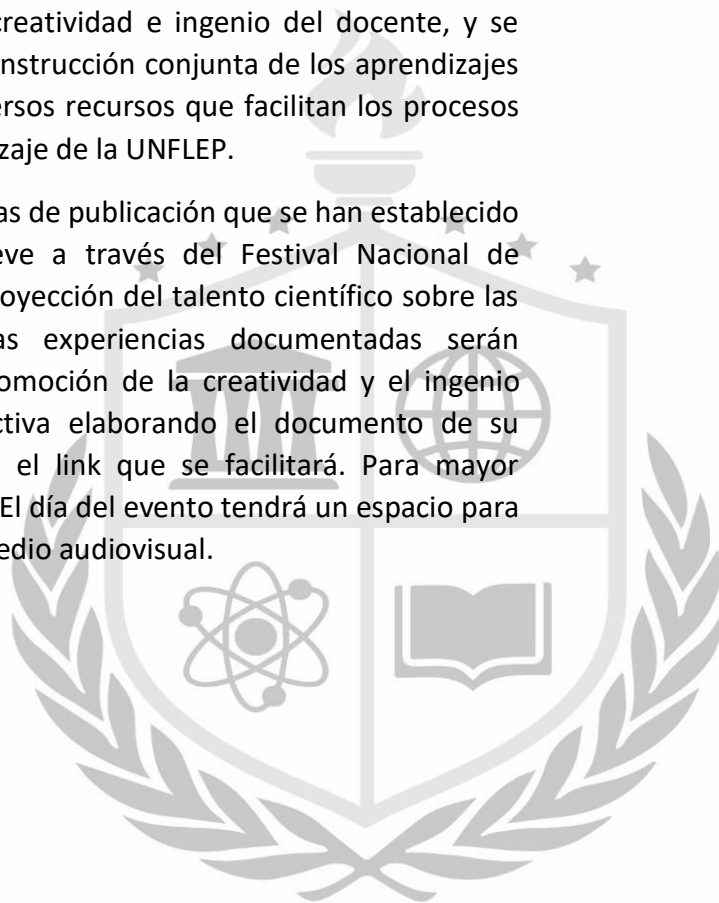 creatividad e ingenio del docente, y se
nstrucción conjunta de los aprendizajes
ersos recursos que facilitan los procesos
zaje de la UNFLEP.
as de publicación que se han establecido
eve a través del Festival Nacional de
oyección del talento científico sobre las
as experiencias documentadas serán
omoción de la creatividad y el ingenio
ctiva elaborando el documento de su
el link que se facilitará. Para mayor
El día del evento tendrá un espacio para
edio audiovisual.